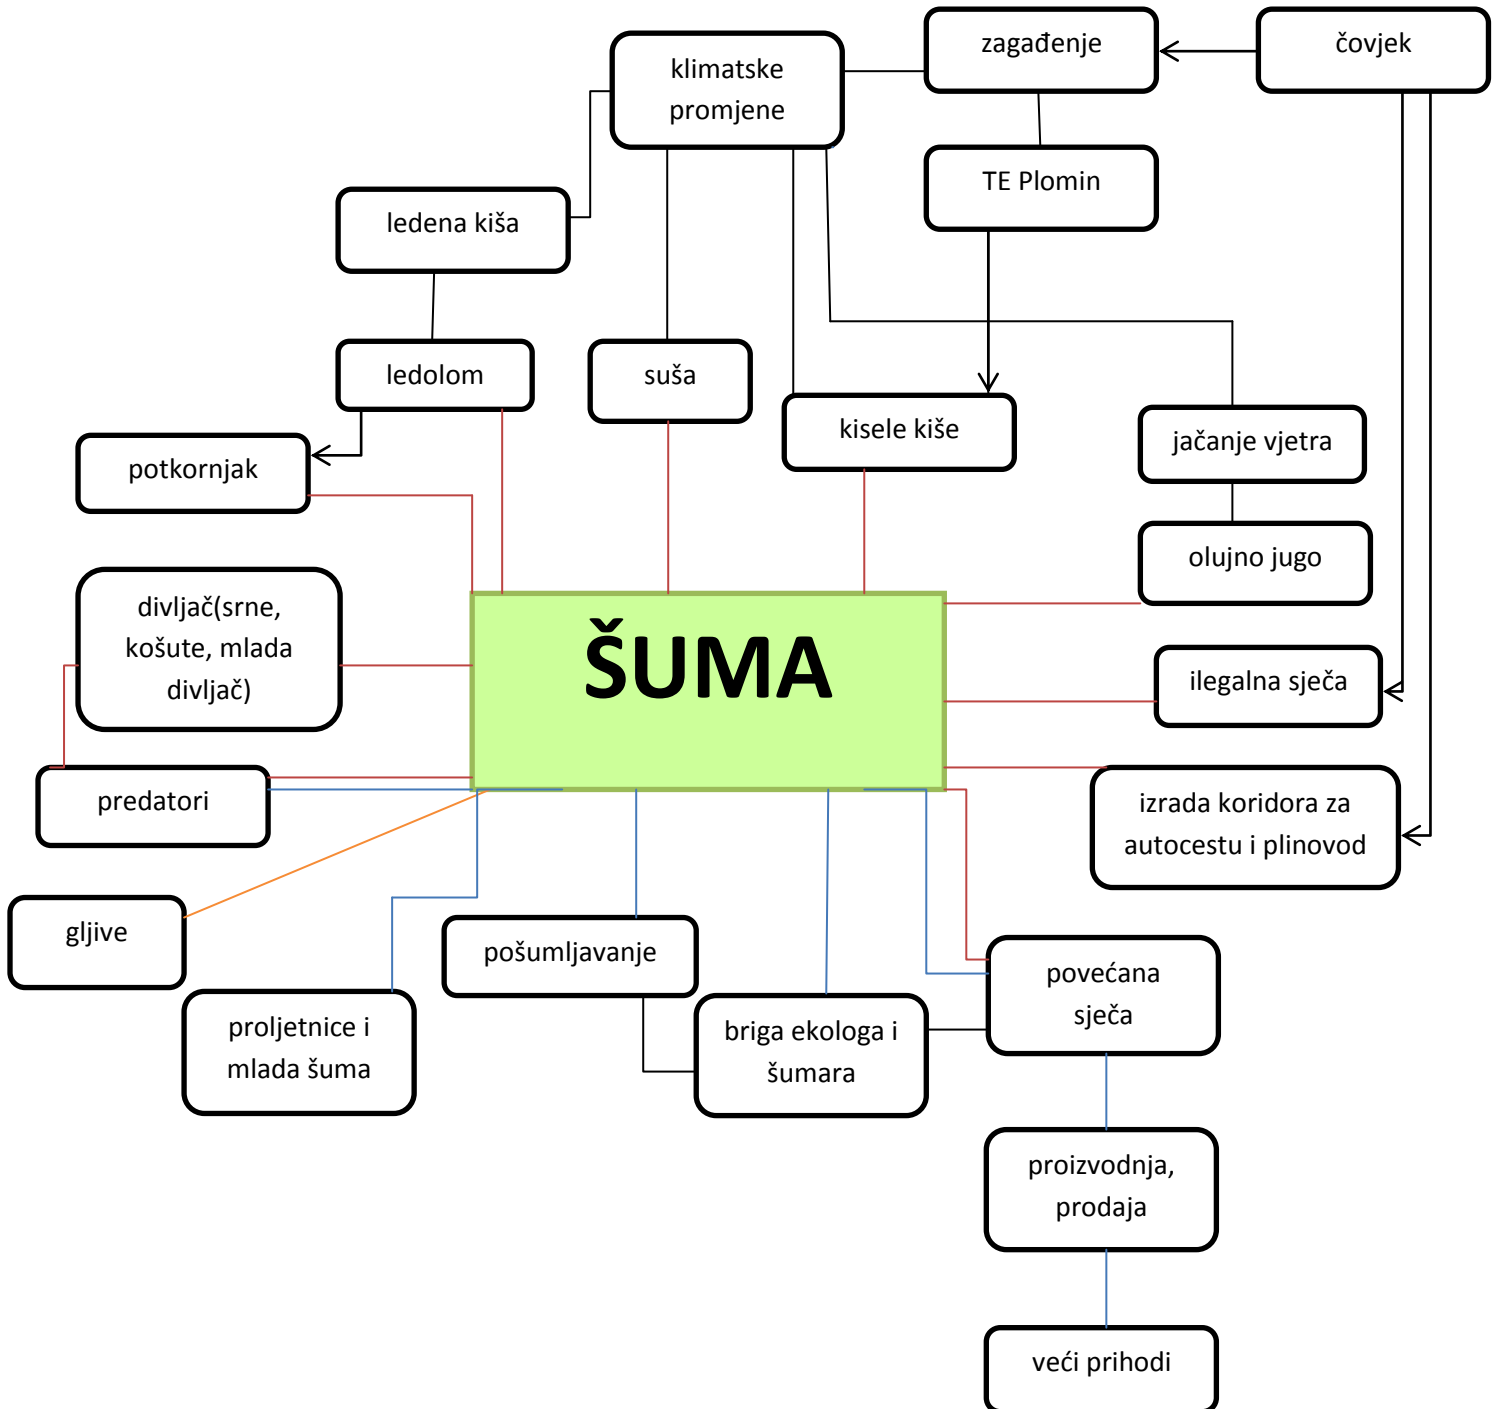 zagađenje
čovjek
klimatske
promjene
TE Plomin
ledena kiša
ledolom
suša
kisele kiše
jačanje vjetra
potkornjak
olujno jugo
divljač(srne,
košute, mlada
divljač)
ŠUMA
ilegalna sječa
predatori
izrada koridora za
autocestu i plinovod
gljive
pošumljavanje
povećana
sječa
proljetnice i
mlada šuma
briga ekologa i
šumara
proizvodnja,
prodaja
veći prihodi